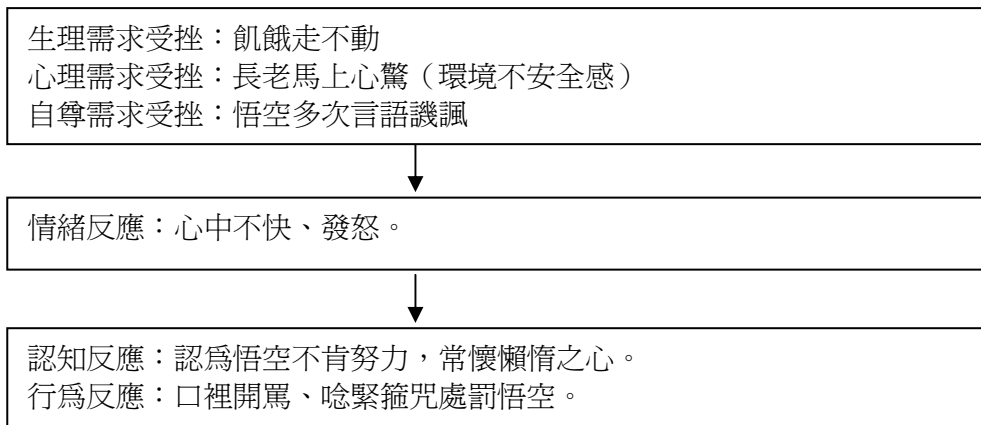 生理需求受挫：飢餓走不動
心理需求受挫：長老馬上心驚（環境不安全感）
自尊需求受挫：悟空多次言語譏諷
情緒反應：心中不快、發怒。
認知反應：認為悟空不肯努力，常懷懶惰之心。
行為反應：口裡開罵、唸緊箍咒處罰悟空。